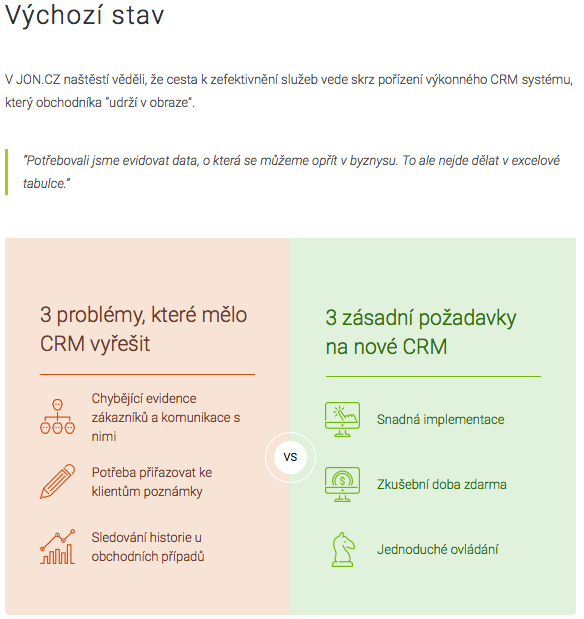 Výchozí stav
V JON.CZ naštěstí věděli, že cesta k zefektivnění služeb vede skrz pořízení výkonného CRM systému,
který obchodníka “udrží v obraze”.
“Potřebovali jsme evidovat data, o která se můžeme opřít v byznysu. To ale nejde dělat v excelové
tabulce.”
3 problémy, které mělo
CRM vyřešit
Chybějící evidence
zákazníků a komunikace s
nimi
Potřeba přiřazovat ke
klientům poznámky
Sledování historie u
obchodních případů
vs
3 zásadní požadavky
na nové CRM
Snadná implementace
Zkušební doba zdarma
Jednoduché ovládání